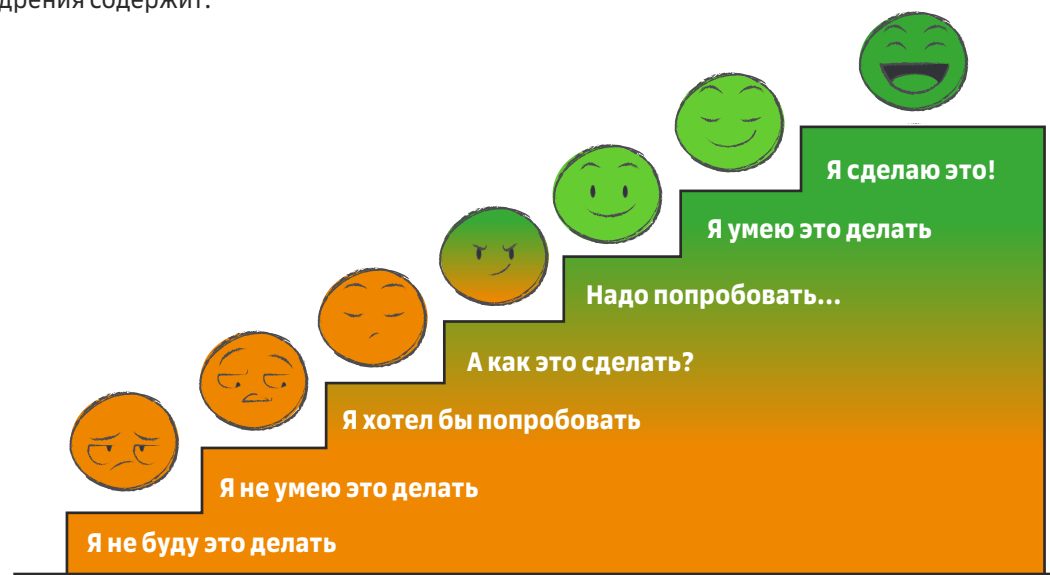 содержит:
Я сделаю это!
Я умею это делать
Надо попробовать...
А как это сделать?
Я хотел бы попробовать
Я не умею это делать
Я не буду это делать